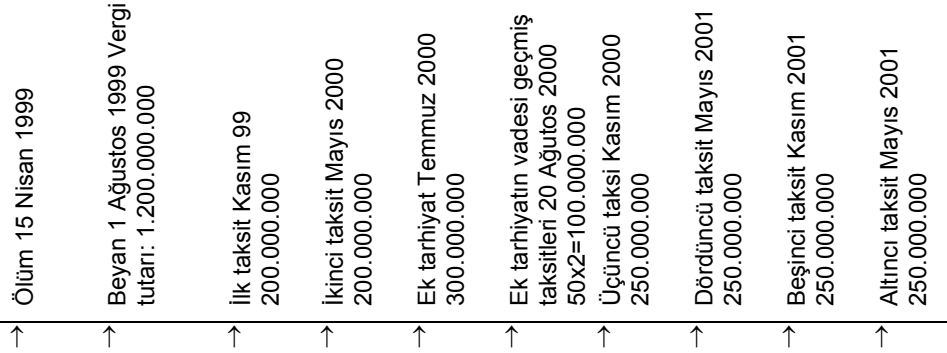 Ölüm 15 Nisan 1999
Beyan 1 Ağustos 1999 Vergi
tutarı: 1.200.000.000
İlk taksit Kasım 99
200.000.000
İkinci taksit Mayıs 2000
200.000.000
Ek tarhiyat Temmuz 2000
300.000.000
Ek tarhiyatın vadesi geçmiş
taksitleri 20 Ağutos 2000
50x2=100.000.000
Üçüncü taksi Kasım 2000
250.000.000
Dördüncü taksit Mayıs 2001
250.000.000
Beşinci taksit Kasım 2001
250.000.000
Altıncı taksit Mayıs 2001
250.000.000